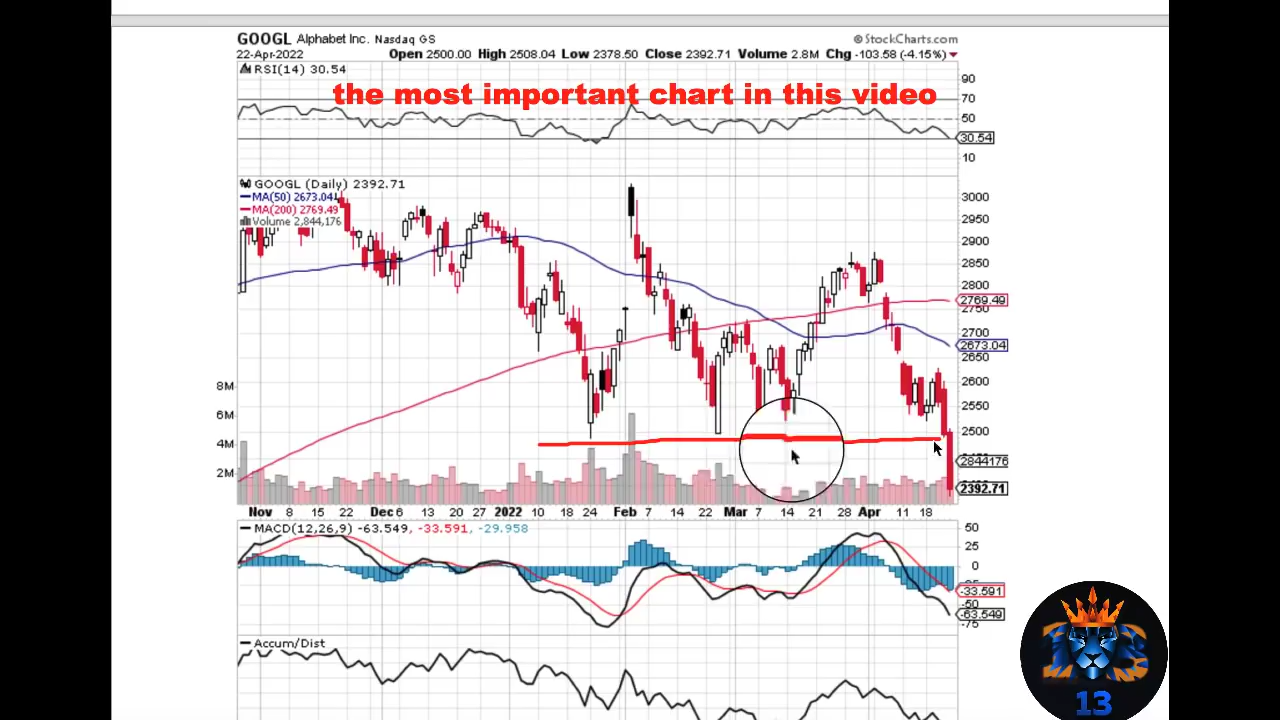 GOOGL Alphabet Inc. Nasdaq GS
© StockCharts.com
22-Apr-2022
Open 2500.00 High 2508.04 Low 2378.50 Close 2392.71 Volume 2.8M Chg -103.58 (-4.15%)
RSI(14) 30.54
the most important chart in this video
90
70
50
30.54
10
GOOGL (Daily) 2392.71
MA(50) 2673.041
MA(200) 2769.49
Volume 2,844,176
3000
2950
2900
2850
2800
2769.49
2750
2700
2673.04
2650
2600
2550
2500
2844176
2392.71
8M
6M
4M
2M
Nov 8 15 22 Dec 6 13 20 27 2022 10 18 24 Feb 7 14 22 Mar 7 14 21 28 Apr 11 18
MACD(12,26,9) -63.549, -33.591, -29.958
50
25
0
-33.591
-50
-63.549
-75
Accum/Dist
13